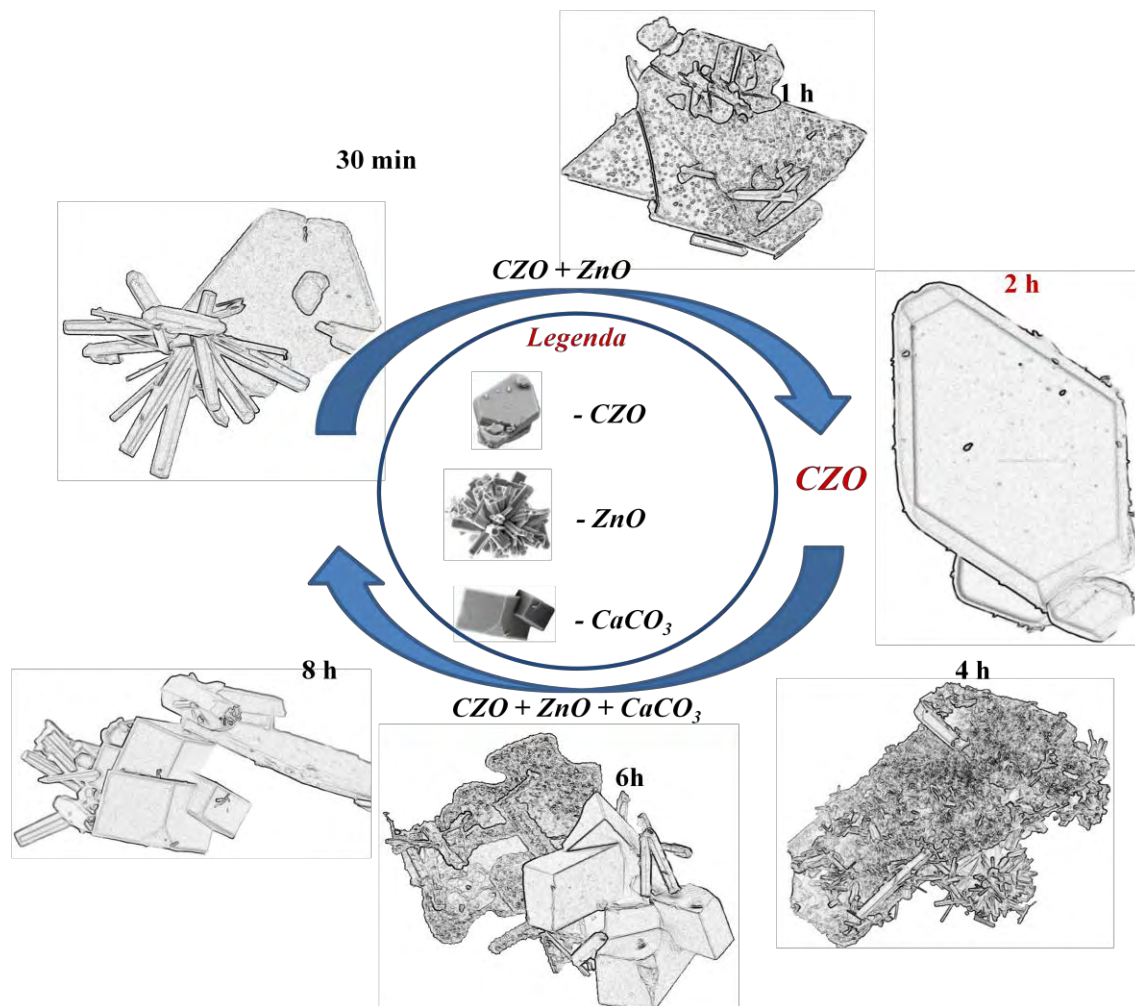 1 h
30 min
CZO + ZnO
2 h
Legenda
- CZO
CZO
- ZnO
- CaCO₃
8 h
4 h
CZO + ZnO + CaCO₃
6h